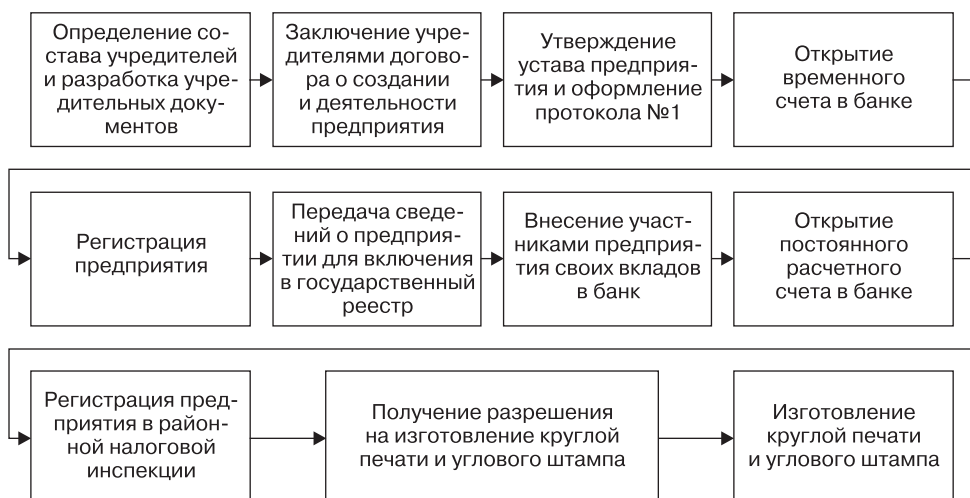 Определение со-
става учредителей
и разработка учре-
дительных доку-
ментов
Заключение учре-
дителями догово-
ра о создании
и деятельности
предприятия
Утверждение
устава предприя-
тия и оформление
протокола №1
Открытие
временного
счета в банке
Регистрация
предприятия
Передача сведе-
ний о предприя-
тии для включения
в государственный
реестр
Внесение участ-
никами предприя-
тия своих вкладов
в банк
Открытие
постоянного
расчетного
счета в банке
Регистрация пред-
приятия в район-
ной налоговой
инспекции
Получение разрешения
на изготовление круглой
печати и углового штампа
Изготовление
круглой печати
и углового штампа